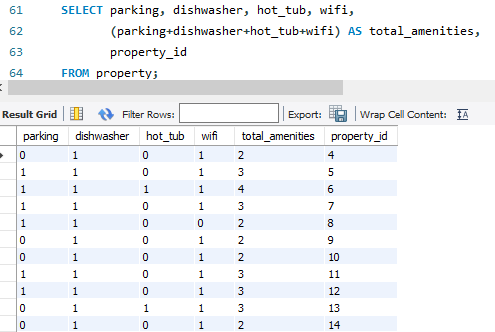 61 SELECT parking, dishwasher, hot_tub, wifi,
62 (parking+dishwasher+hot_tub+wifi) AS total_amenities,
63 property_id
64 FROM property;
Result Grid Filter Rows: Export: Wrap Cell Content: IA
parking dishwasher hot_tub wifi total_amenities property_id
0 1 0 1 2 4
1 1 0 1 3 5
1 1 1 1 4 6
1 1 0 1 3 7
1 1 0 0 2 8
0 1 0 1 2 9
0 1 0 1 2 10
1 1 0 1 3 11
1 1 0 1 3 12
0 1 1 1 3 13
0 1 0 1 2 14